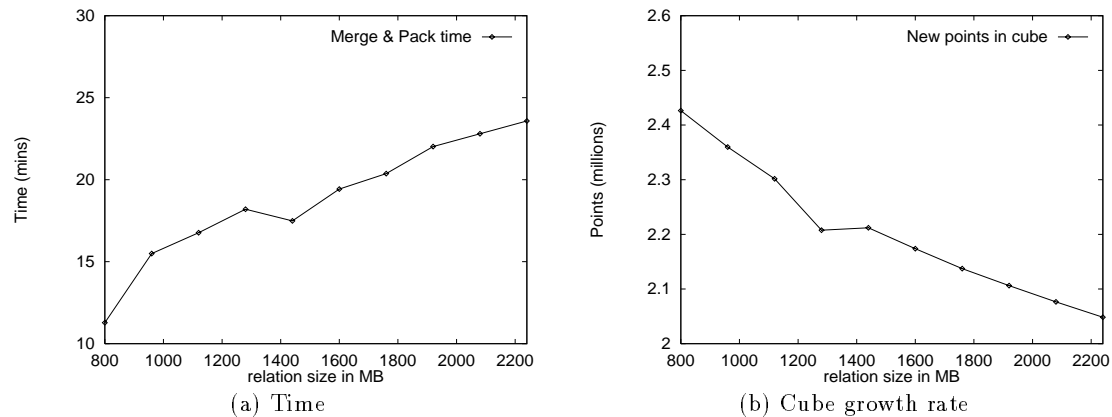 30
25
20
15
10
Time (mins)
Merge & Pack time
800 1000 1200 1400 1600 1800 2000 2200
relation size in MB
(a) Time
2.6
2.5
2.4
2.3
2.2
2.1
2
Points (millions)
New points in cube
800 1000 1200 1400 1600 1800 2000 2200
relation size in MB
(b) Cube growth rate